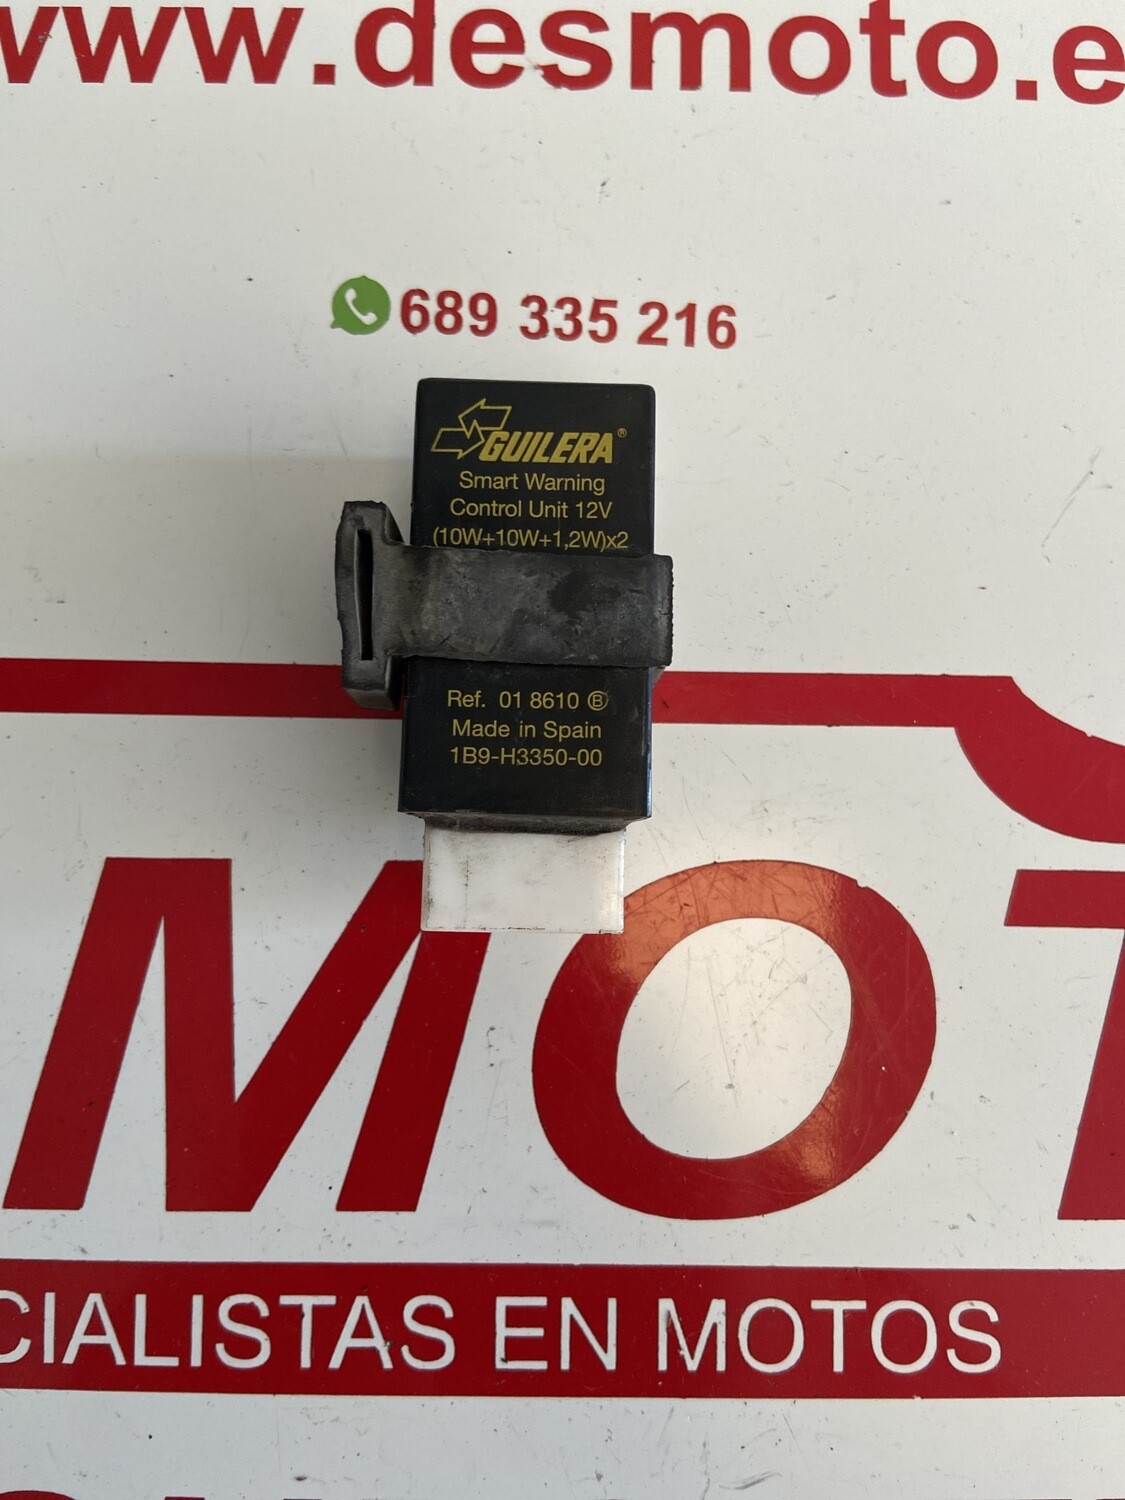 www.desmoto.e
689 335 216
GUILERA®
Smart Warning
Control Unit 12V
(10W+10W+1,2W)x2
Ref. 01 8610 Ⓑ
Made in Spain
1B9-H3350-00
MOT
CIALISTAS EN MOTOS